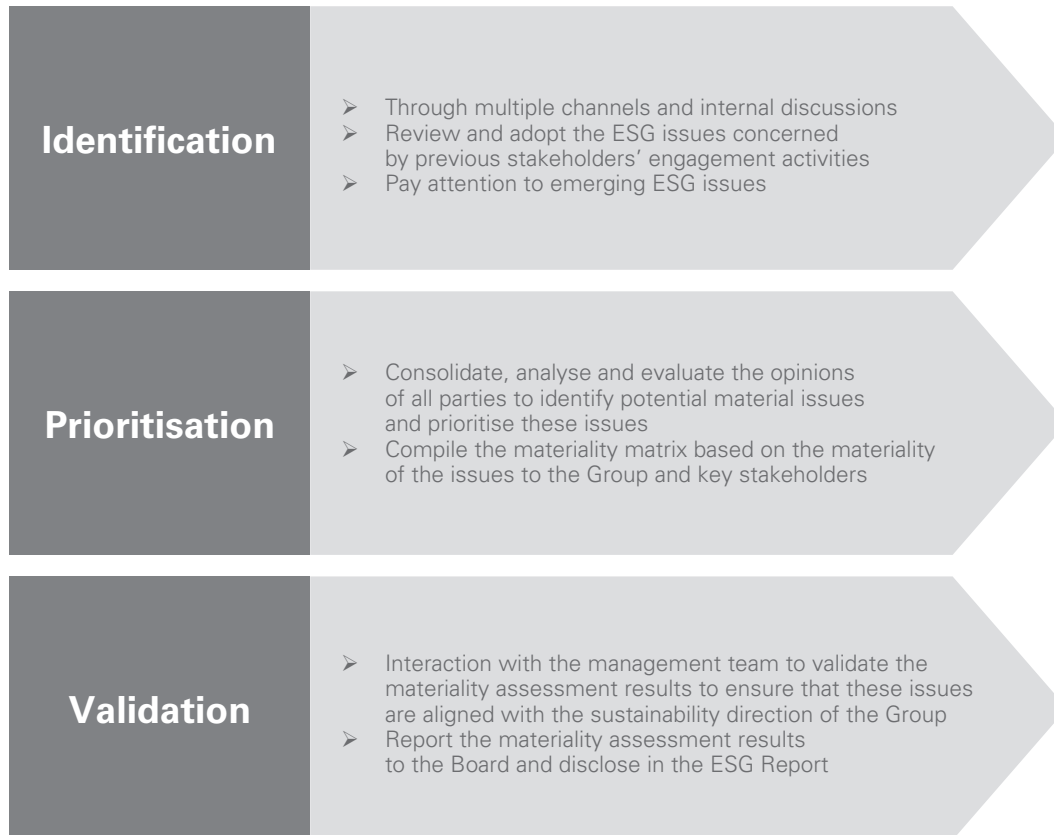 Identification
➢ Through multiple channels and internal discussions
➢ Review and adopt the ESG issues concerned
by previous stakeholders’ engagement activities
➢ Pay attention to emerging ESG issues
Prioritisation
➢ Consolidate, analyse and evaluate the opinions
of all parties to identify potential material issues
and prioritise these issues
➢ Compile the materiality matrix based on the materiality
of the issues to the Group and key stakeholders
Validation
➢ Interaction with the management team to validate the
materiality assessment results to ensure that these issues
are aligned with the sustainability direction of the Group
➢ Report the materiality assessment results
to the Board and disclose in the ESG Report